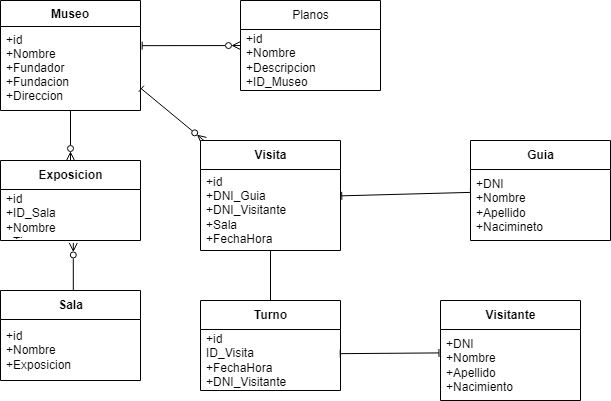 Museo
+id
+Nombre
+Fundador
+Fundacion
+Direccion
Planos
+id
+Nombre
+Descripcion
+ID_Museo
Exposicion
+id
+ID_Sala
+Nombre
Visita
+id
+DNI_Guia
+DNI_Visitante
+Sala
+FechaHora
Guia
+DNI
+Nombre
+Apellido
+Nacimineto
Sala
+id
+Nombre
+Exposicion
Turno
+id
ID_Visita
+FechaHora
+DNI_Visitante
Visitante
+DNI
+Nombre
+Apellido
+Nacimiento